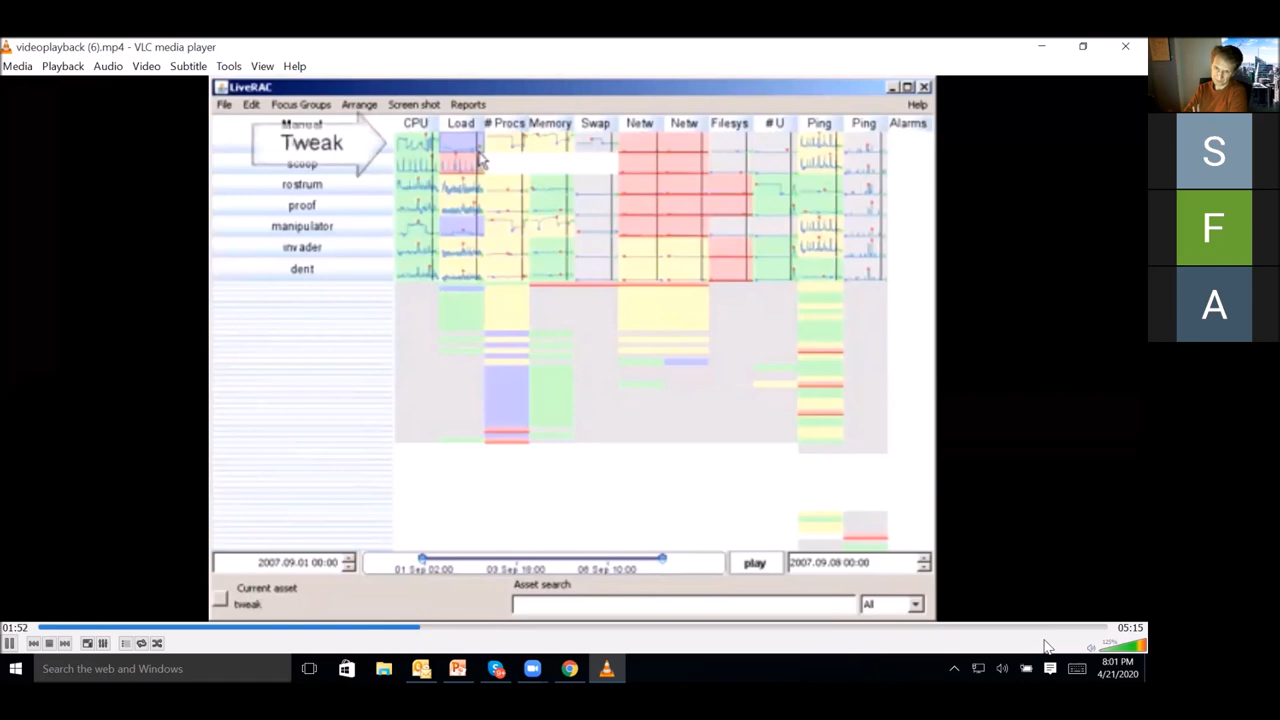 videoplayback (6).mp4 - VLC media player
Media Playback Audio Video Subtitle Tools View Help
LiveRAC
File Edit Focus Groups Arrange Screen shot Reports Help
Manual CPU Load # Procs Memory Swap Netw Netw Filesys # U Ping Ping Alarms
Tweak
scoop
rostrum
proof
manipulator
invader
dent
2007.09.01 00:00
01 Sep 02:00 03 Sep 18:00 06 Sep 10:00
play
2007.09.08 00:00
Current asset
tweak
Asset search
All
01:52
05:15
125%
Search the web and Windows
8:01 PM
4/21/2020
S
F
A